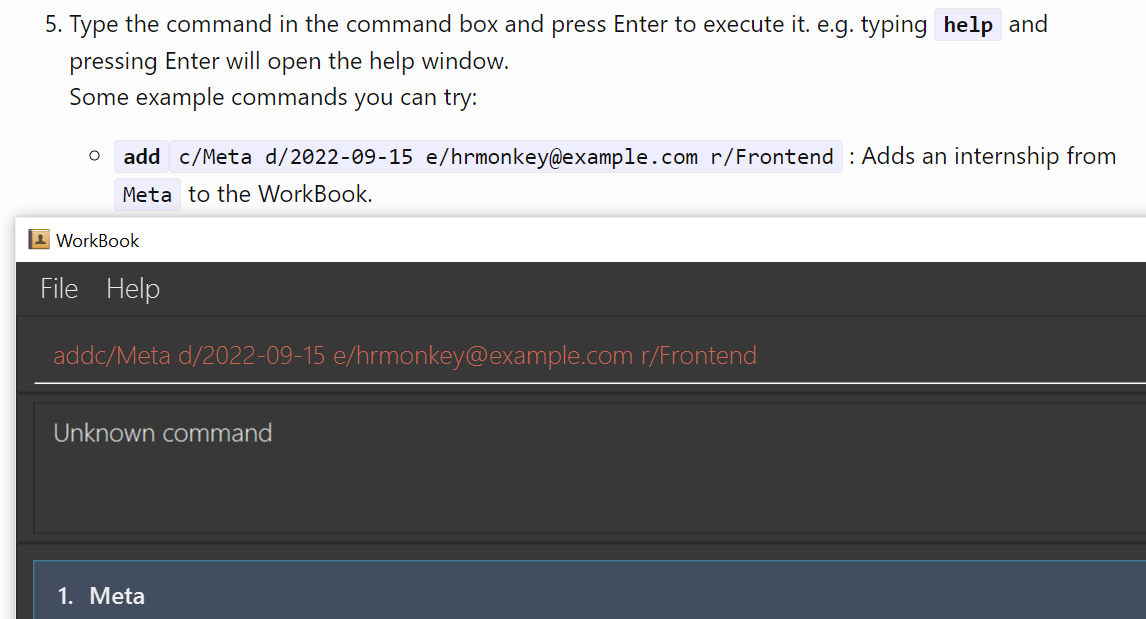 5. Type the command in the command box and press Enter to execute it. e.g. typing help and
pressing Enter will open the help window.
Some example commands you can try:
add c/Meta d/2022-09-15 e/hrmonkey@example.com r/Frontend : Adds an internship from
Meta to the WorkBook.
WorkBook
File Help
addc/Meta d/2022-09-15 e/hrmonkey@example.com r/Frontend
Unknown command
1. Meta